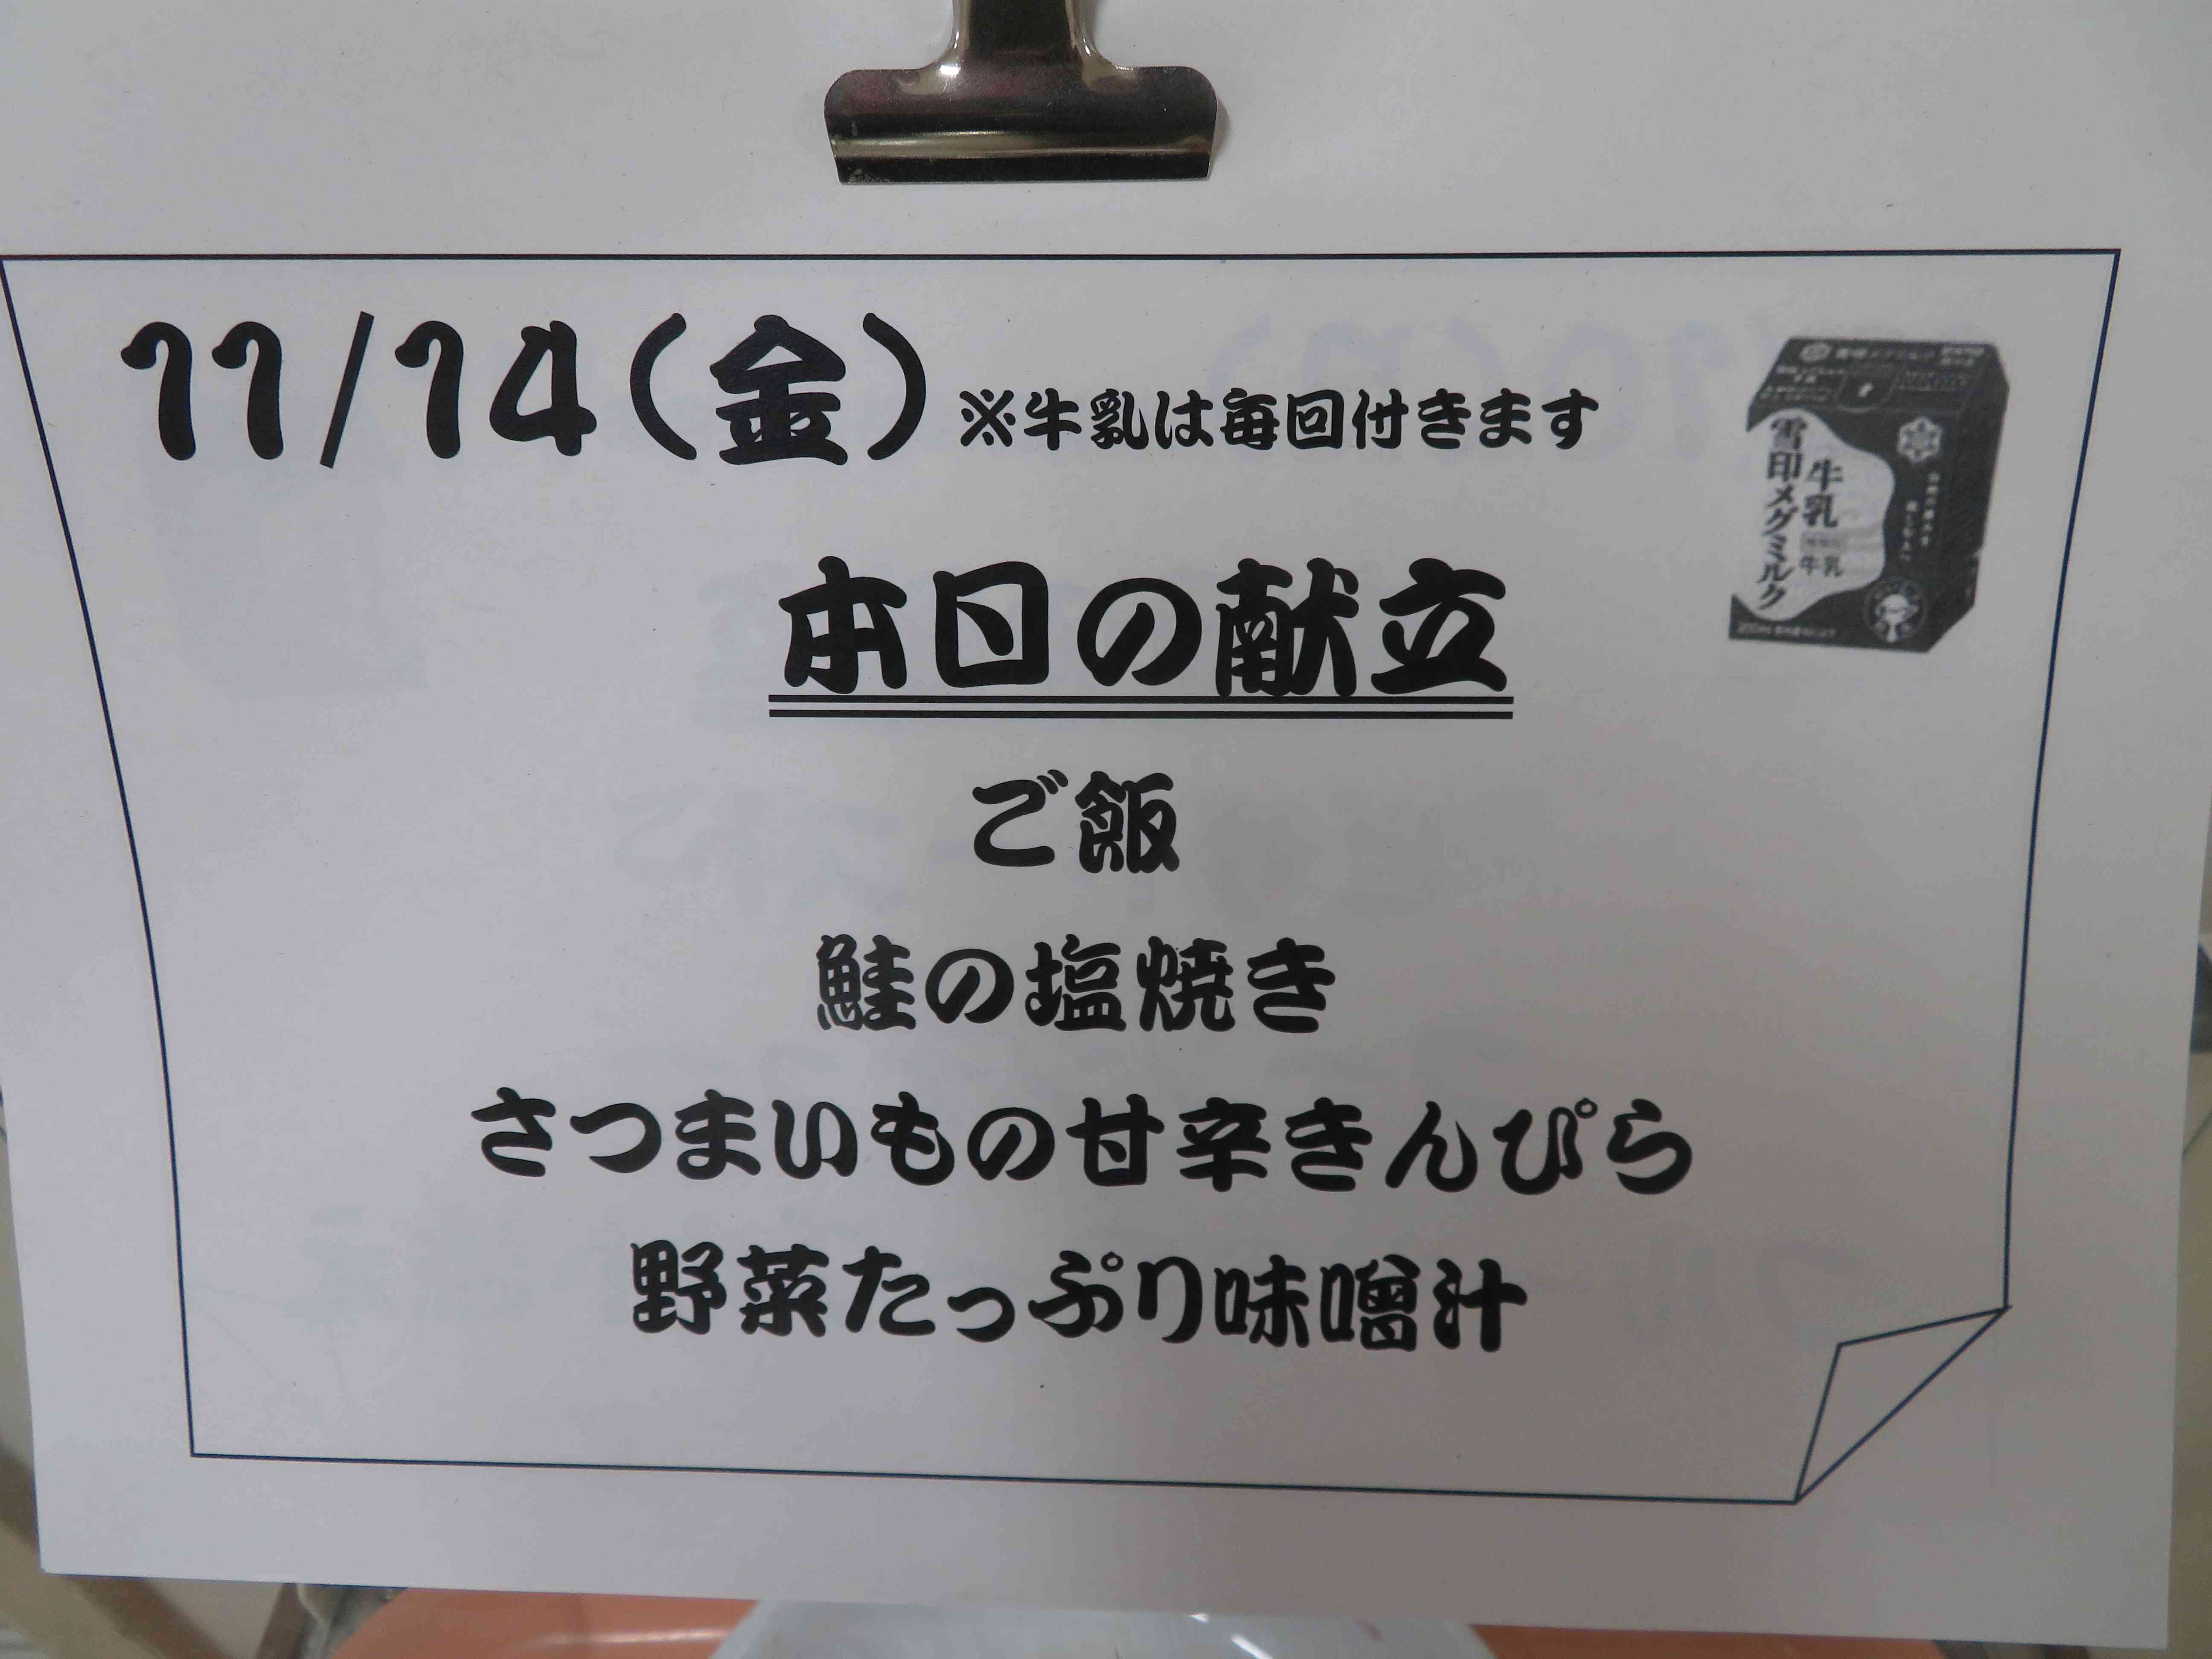 11/14(金)※牛乳は毎回付きます
本日の献立
ご飯
鮭の塩焼き
さつまいもの甘辛きんぴら
野菜たっぷり味噌汁
牛乳
牛乳
雪印メグミルク